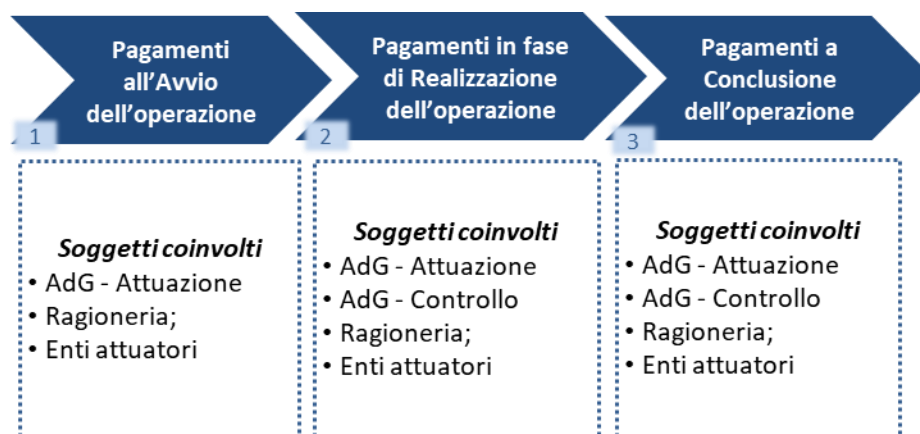 Pagamenti
all'Avvio
dell'operazione
1
Pagamenti in fase
di Realizzazione
dell'operazione
2
Pagamenti a
Conclusione
dell'operazione
3
Soggetti coinvolti
• AdG - Attuazione
• Ragioneria;
• Enti attuatori
Soggetti coinvolti
• AdG - Attuazione
• AdG - Controllo
• Ragioneria;
• Enti attuatori
Soggetti coinvolti
• AdG - Attuazione
• AdG - Controllo
• Ragioneria;
• Enti attuatori